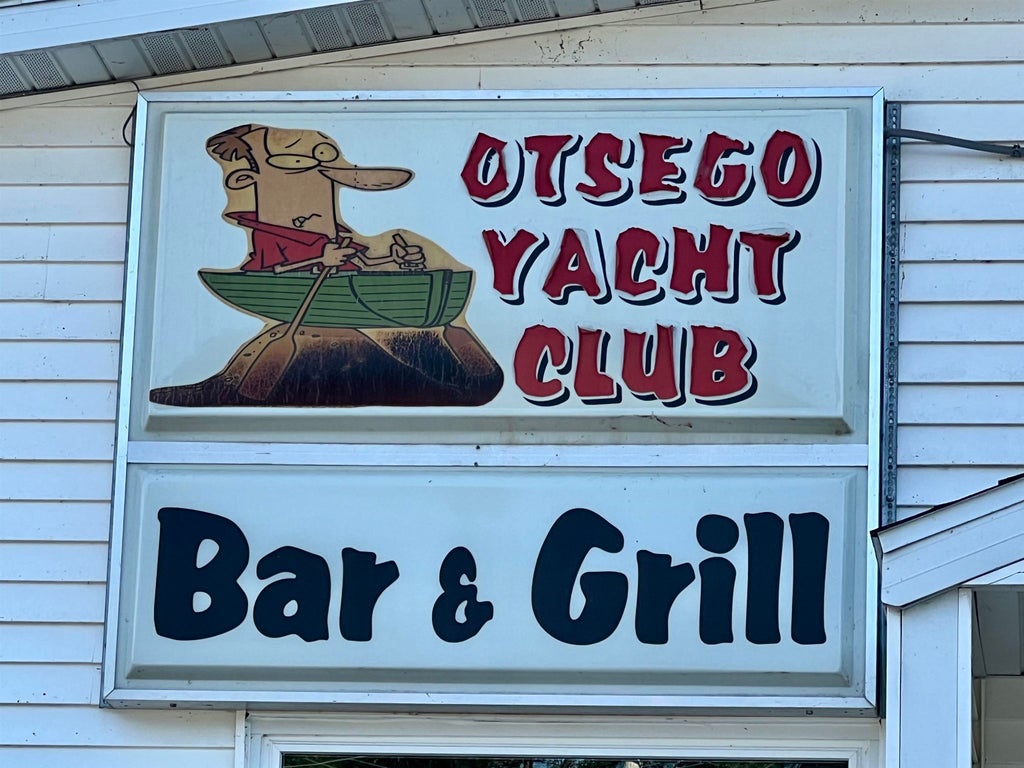 OTSEGO
YACHT
CLUB
Bar & Grill